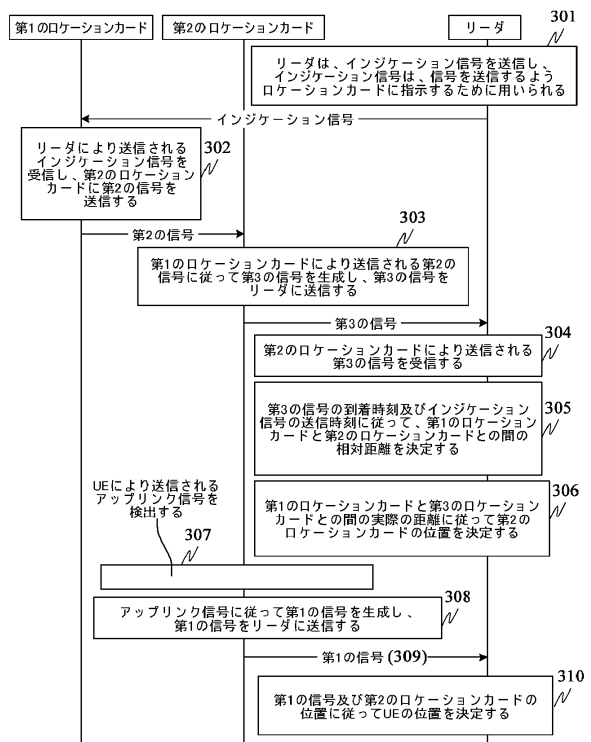 第1のロケーションカード
第2のロケーションカード
リーダ
301
リーダは、インジケーション信号を送信し、
インジケーション信号は、信号を送信するよう
ロケーションカードに指示するために用いられる
インジケーション信号
302
リーダにより送信される
インジケーション信号を
受信し、第2のロケーション
カードに第2の信号を
送信する
第2の信号
303
第1のロケーションカードにより送信される第2の
信号に従って第3の信号を生成し、第3の信号を
リーダに送信する
第3の信号
304
第2のロケーションカードにより送信される
第3の信号を受信する
305
第3の信号の到着時刻及びインジケーション
信号の送信時刻に従って、第1のロケーション
カードと第2のロケーションカードとの間の
相対距離を決定する
306
第1のロケーションカードと第3のロケーション
カードとの間の実際の距離に従って第2の
ロケーションカードの位置を決定する
UEにより送信される
アップリンク信号を
検出する
307
308
アップリンク信号に従って第1の信号を生成し、
第1の信号をリーダに送信する
第1の信号(309)
310
第1の信号及び第2のロケーションカードの
位置に従ってUEの位置を決定する